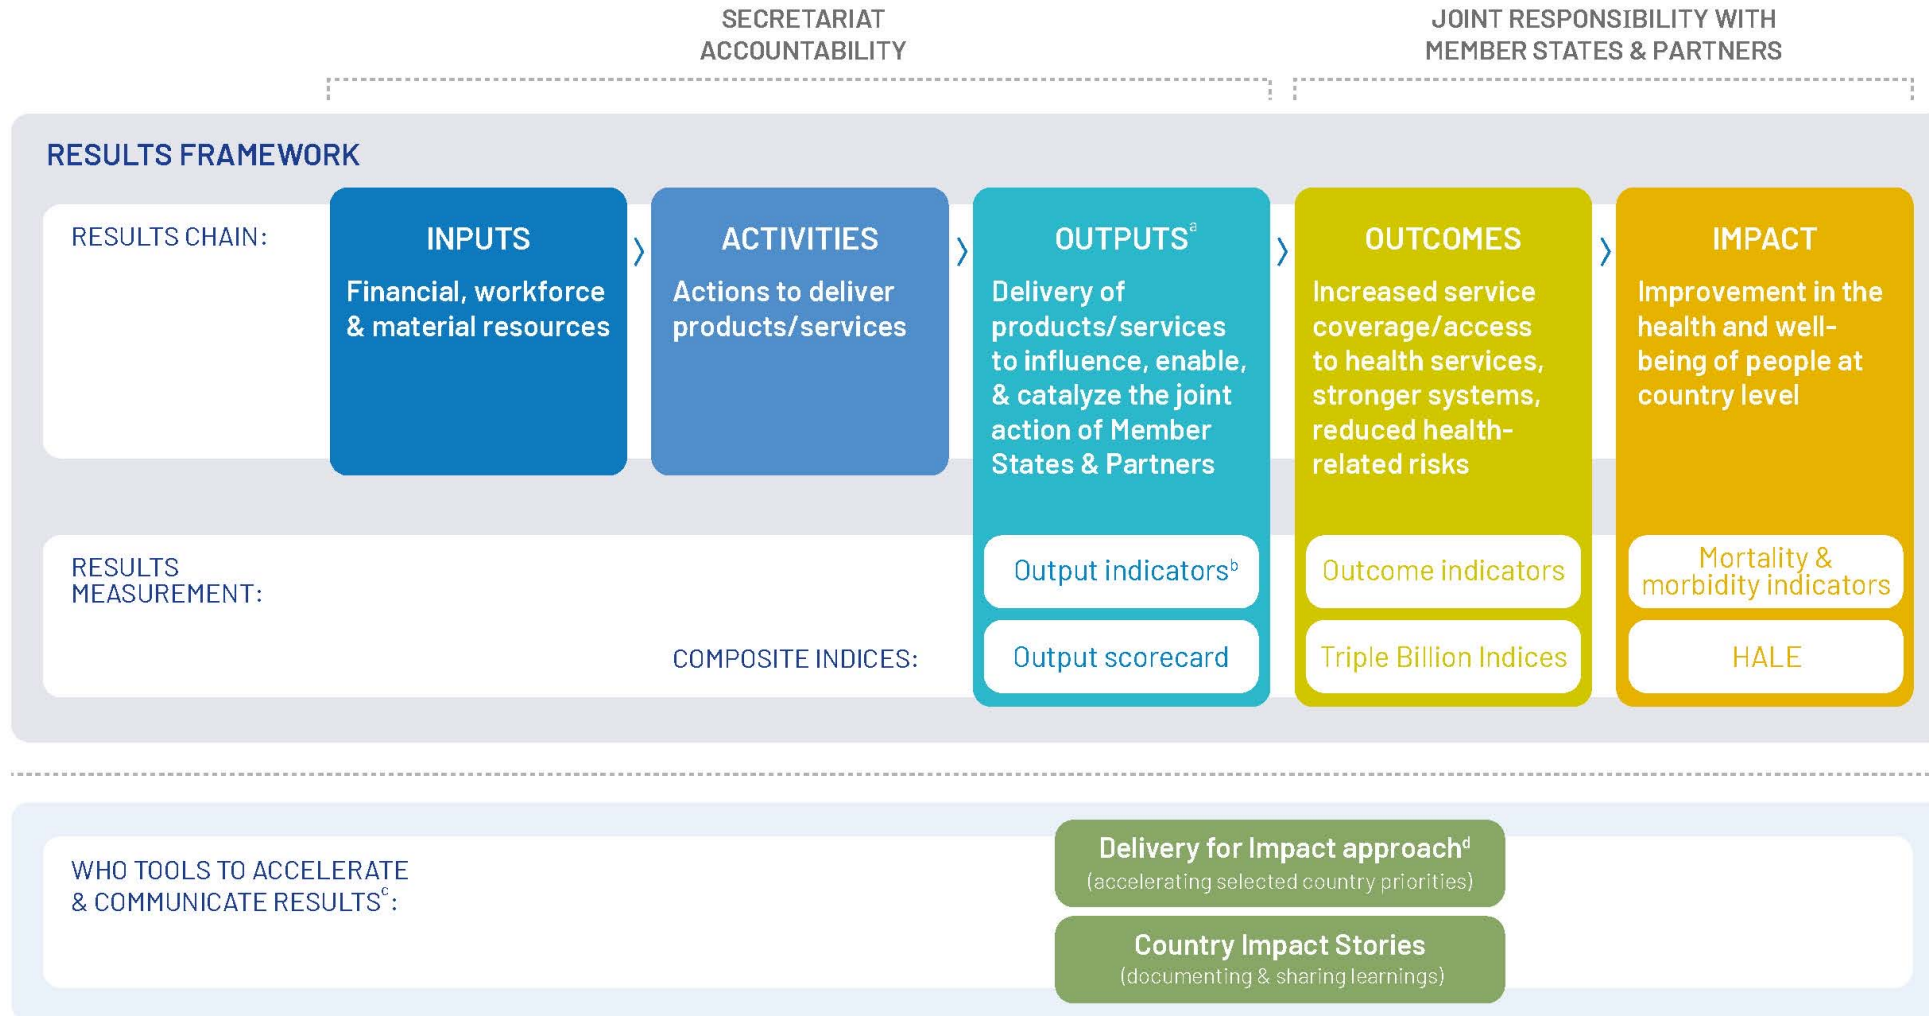 SECRETARIAT
ACCOUNTABILITY
JOINT RESPONSIBILITY WITH
MEMBER STATES & PARTNERS
RESULTS FRAMEWORK
RESULTS CHAIN:
INPUTS
Financial, workforce
& material resources
›
ACTIVITIES
Actions to deliver
products/services
›
OUTPUTSᵃ
Delivery of
products/services
to influence, enable,
& catalyze the joint
action of Member
States & Partners
›
OUTCOMES
Increased service
coverage/access
to health services,
stronger systems,
reduced health-
related risks
›
IMPACT
Improvement in the
health and well-
being of people at
country level
RESULTS
MEASUREMENT:
Output indicatorsᵇ
Outcome indicators
Mortality &
morbidity indicators
COMPOSITE INDICES:
Output scorecard
Triple Billion Indices
HALE
WHO TOOLS TO ACCELERATE
& COMMUNICATE RESULTSᶜ:
Delivery for Impact approachᵈ
(accelerating selected country priorities)
Country Impact Stories
(documenting & sharing learnings)